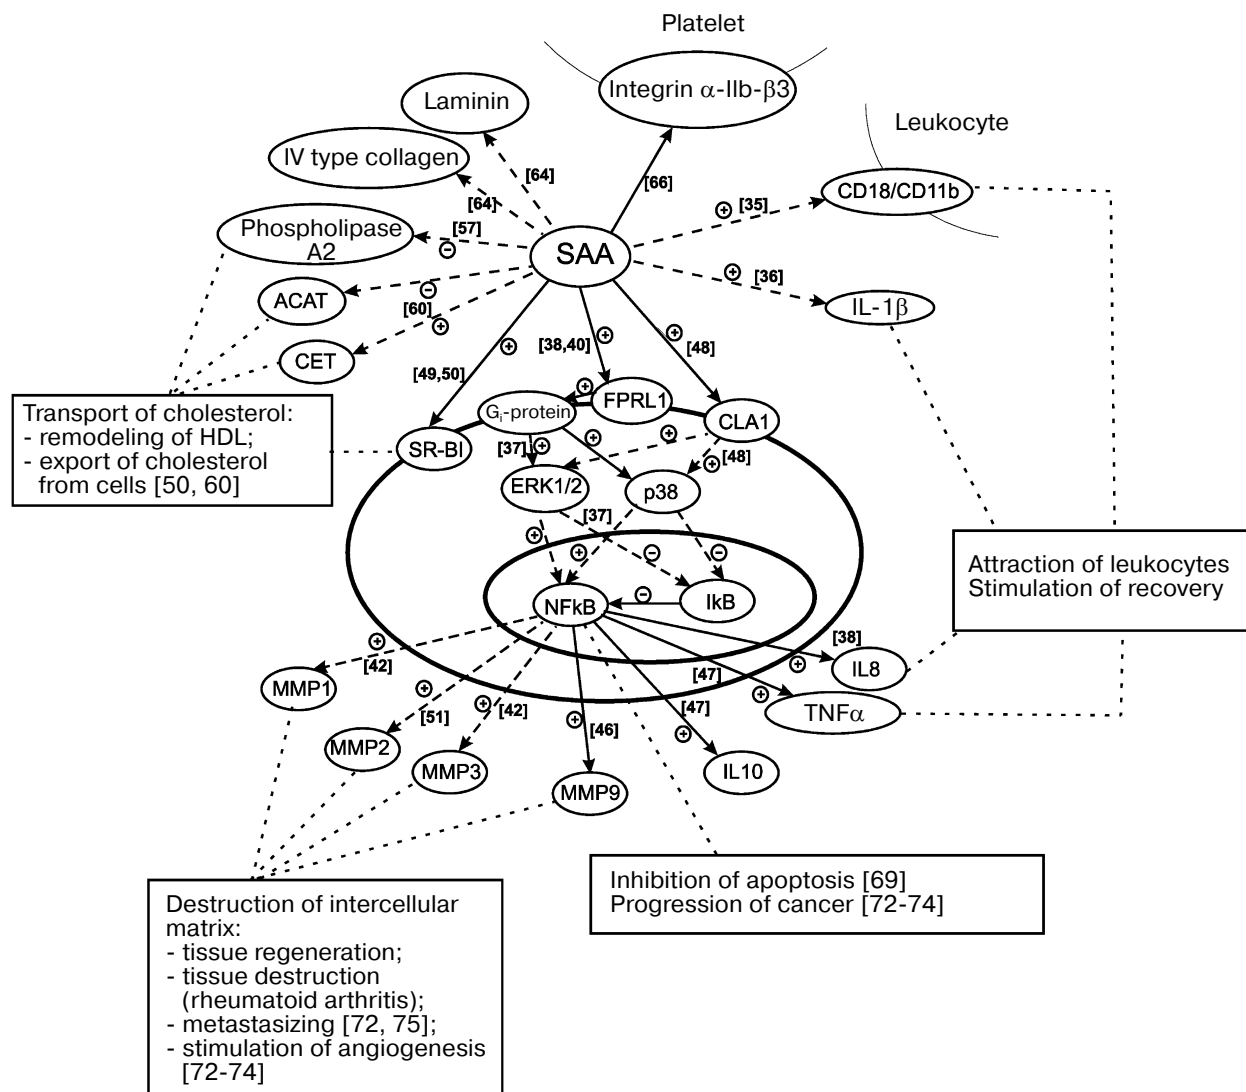 Platelet
Integrin α-IIb-β3
Laminin
Leukocyte
IV type collagen
[64]
[66]
CD18/CD11b
[64]
[35]
+
Phospholipase
A2
[57]
−
SAA
+
[36]
ACAT
−
[60]
+
IL-1β
CET
+
[38,40]
+
+
[48]
[49,50]
Transport of cholesterol:
- remodeling of HDL;
- export of cholesterol
from cells [50, 60]
Gi-protein
+
FPRL1
CLA1
SR-BI
[37]
+
+
+
+
[48]
ERK1/2
p38
[37]
+
+
−
−
NFkB
−
IkB
Attraction of leukocytes
Stimulation of recovery
+
[42]
[38]
+
IL8
MMP1
+
[51]
+
[42]
[47]
+
TNFα
[47]
+
+
[46]
MMP2
MMP3
MMP9
IL10
Inhibition of apoptosis [69]
Progression of cancer [72-74]
Destruction of intercellular
matrix:
- tissue regeneration;
- tissue destruction
(rheumatoid arthritis);
- metastasizing [72, 75];
- stimulation of angiogenesis
[72-74]